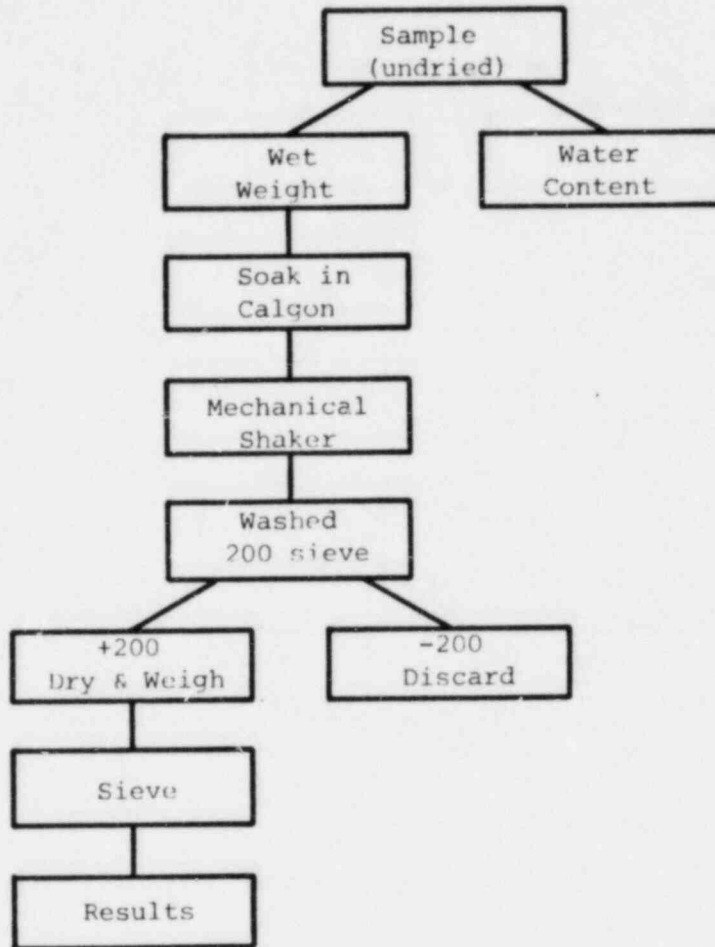 Sample
(undried)
Wet
Weight
Water
Content
Soak in
Calgon
Mechanical
Shaker
Washed
200 sieve
+200
Dry & Weigh
-200
Discard
Sieve
Results